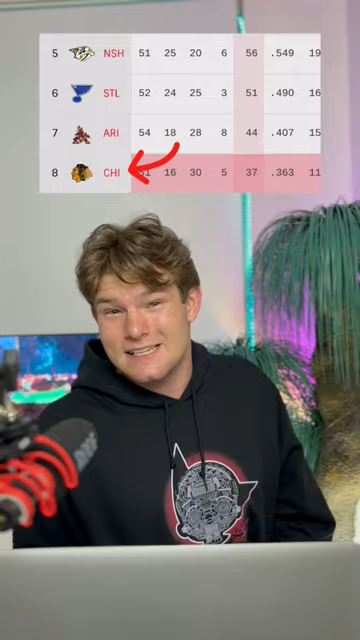 5 NSH 51 25 20 6 56 .549 19
6 STL 52 24 25 3 51 .490 16
7 ARI 54 18 28 8 44 .407 15
8 CHI 51 16 30 5 37 .363 11